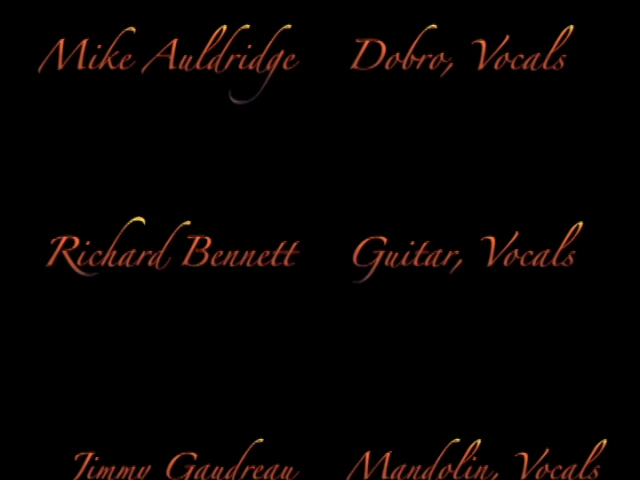 Mike Auldridge Dobro, Vocals
Richard Bennett Guitar, Vocals
Jimmy Gaudreau Mandolin, Vocals